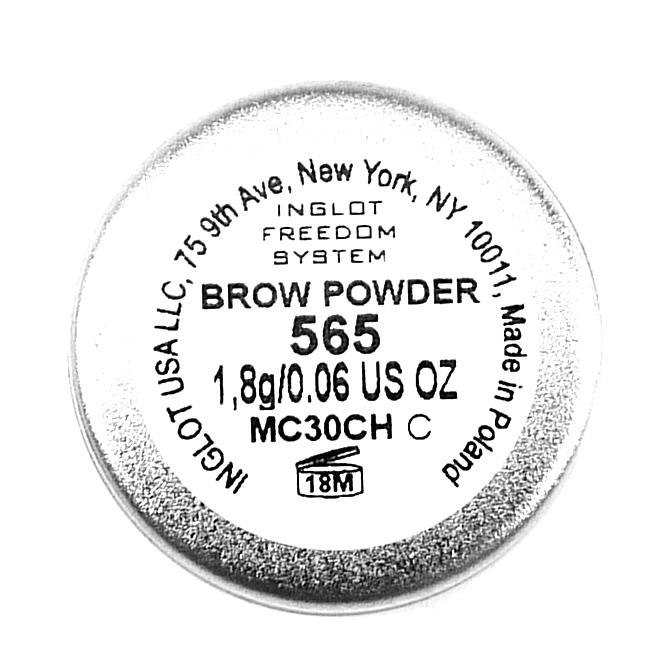 INGLOT USA LLC, 75 9th Ave, New York, NY 10011, Made in Poland
INGLOT
FREEDOM
SYSTEM
BROW POWDER
565
1,8g/0.06 US OZ
MC30CH C
18M